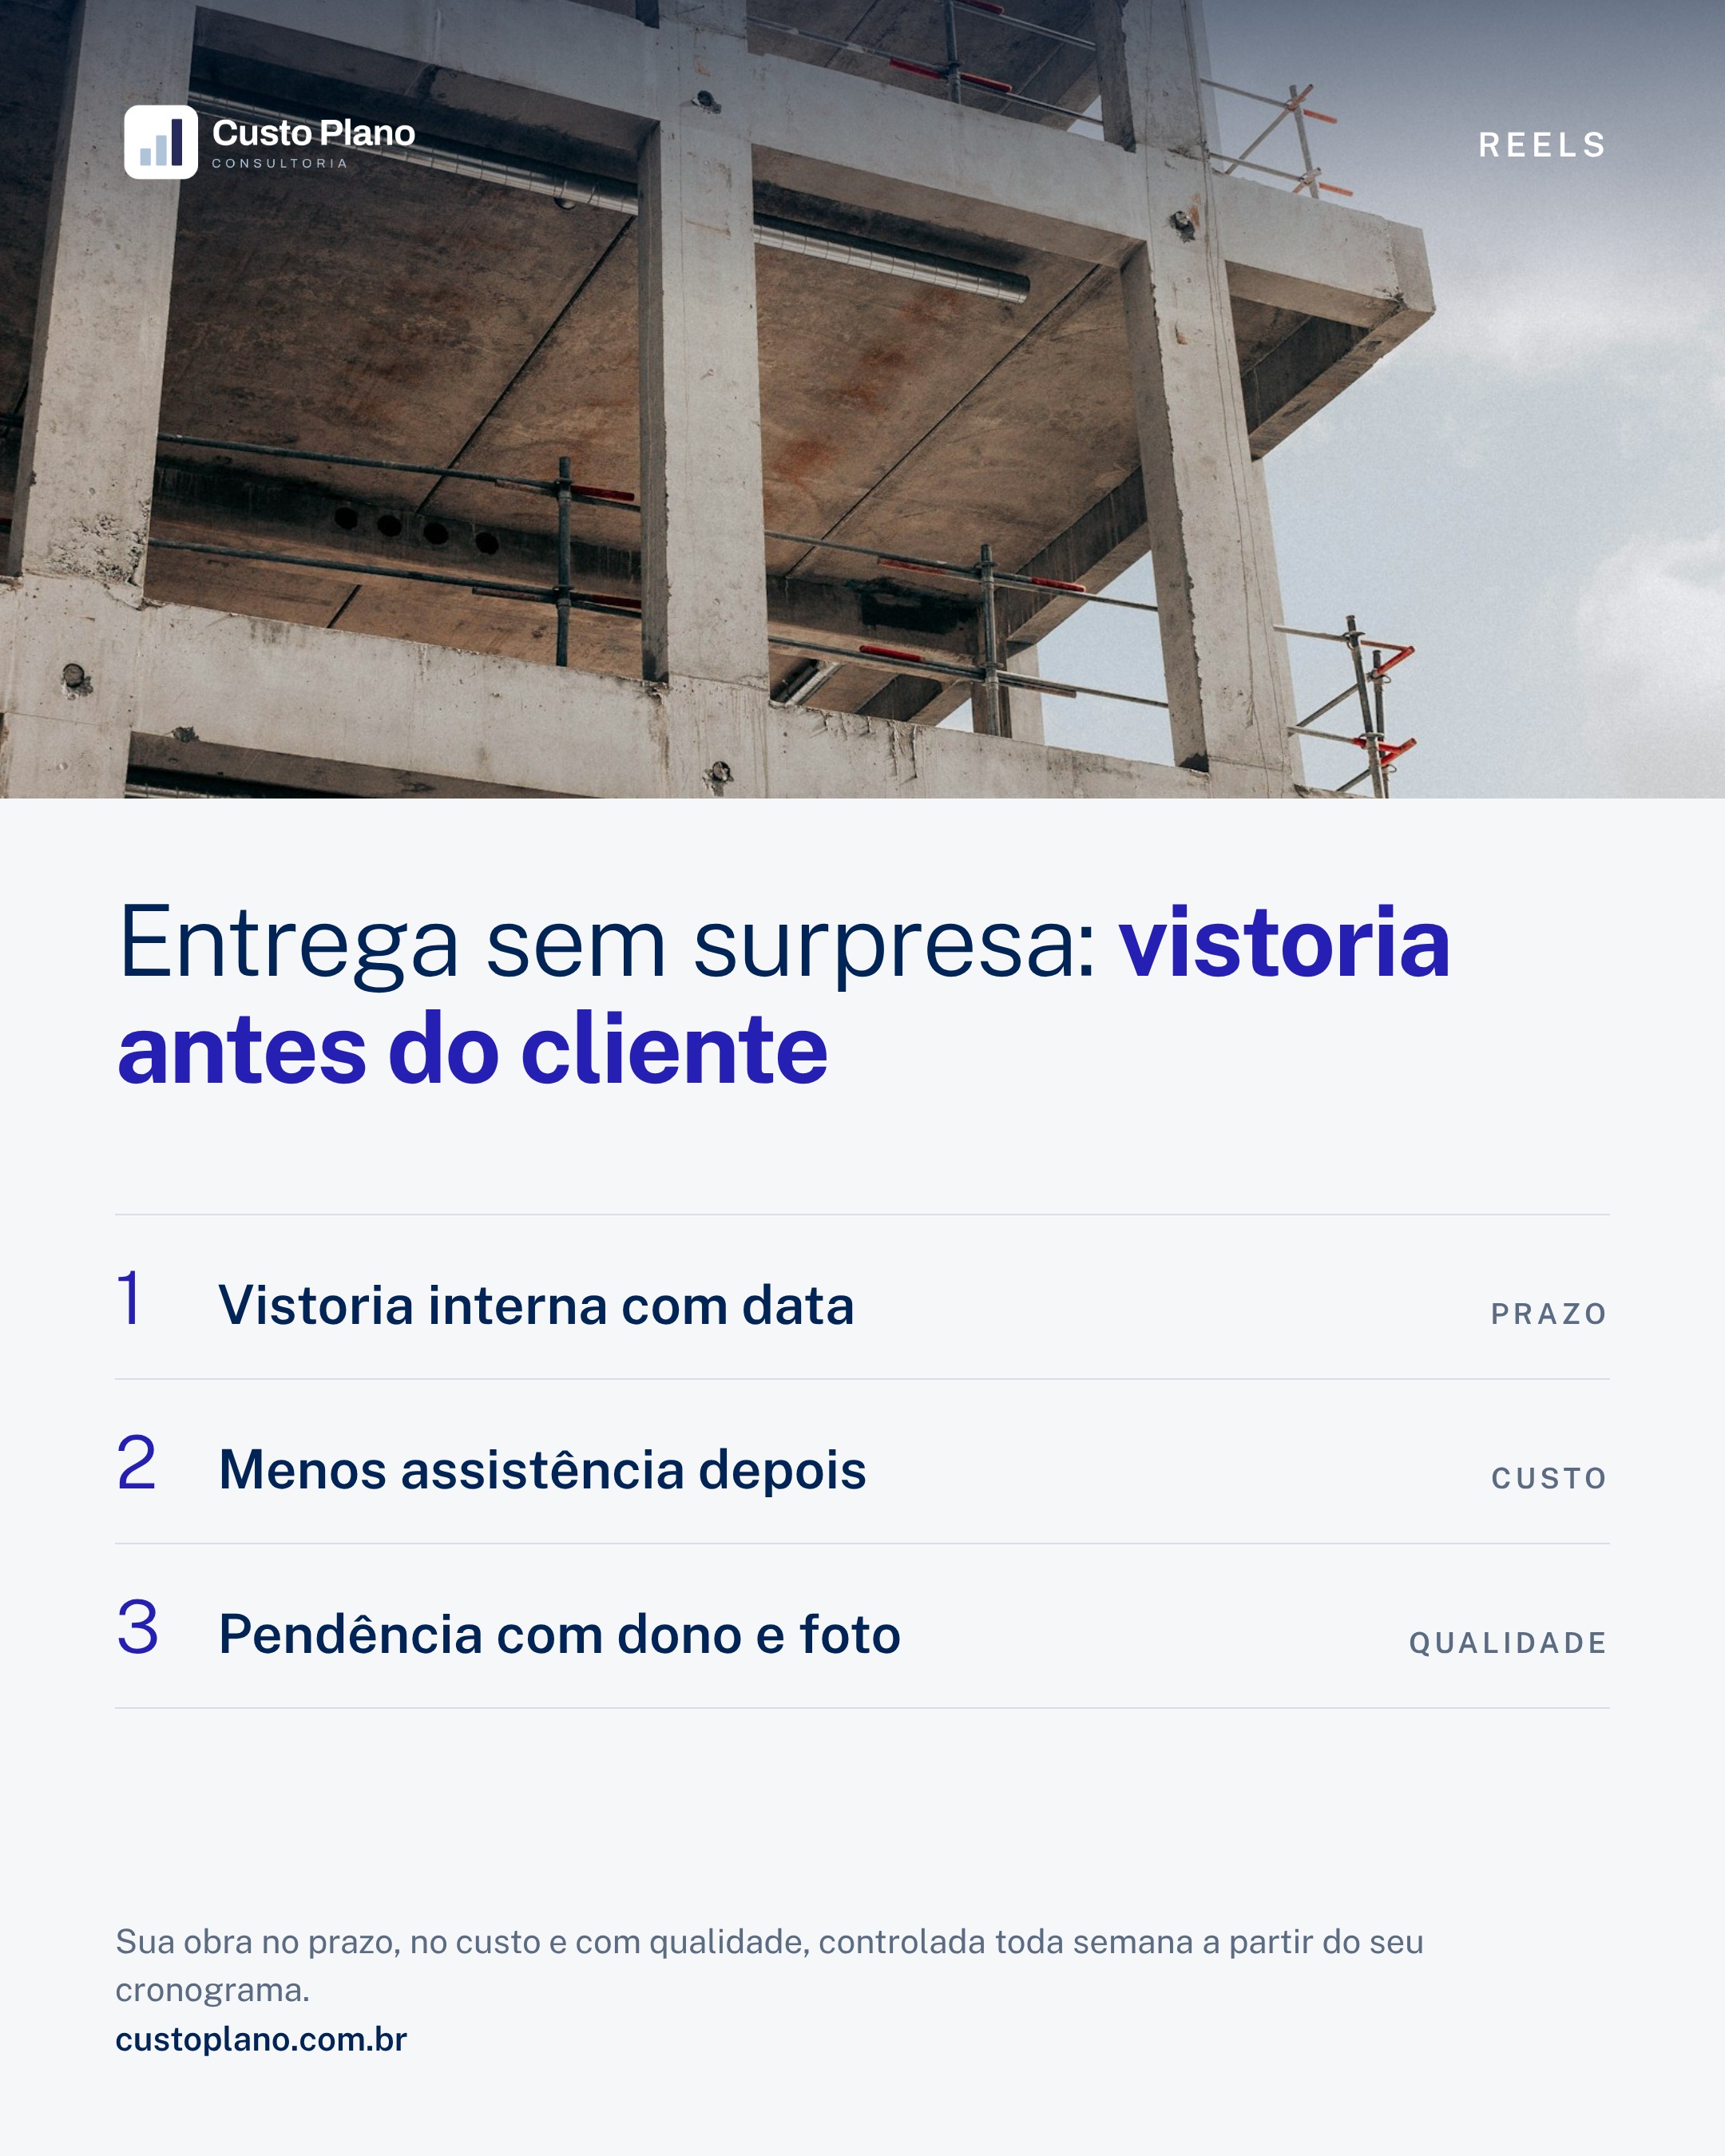 Custo Plano
CONSULTORIA
REELS
Entrega sem surpresa: vistoria
antes do cliente
1 Vistoria interna com data PRAZO
2 Menos assistência depois CUSTO
3 Pendência com dono e foto QUALIDADE
Sua obra no prazo, no custo e com qualidade, controlada toda semana a partir do seu
cronograma.
custoplano.com.br